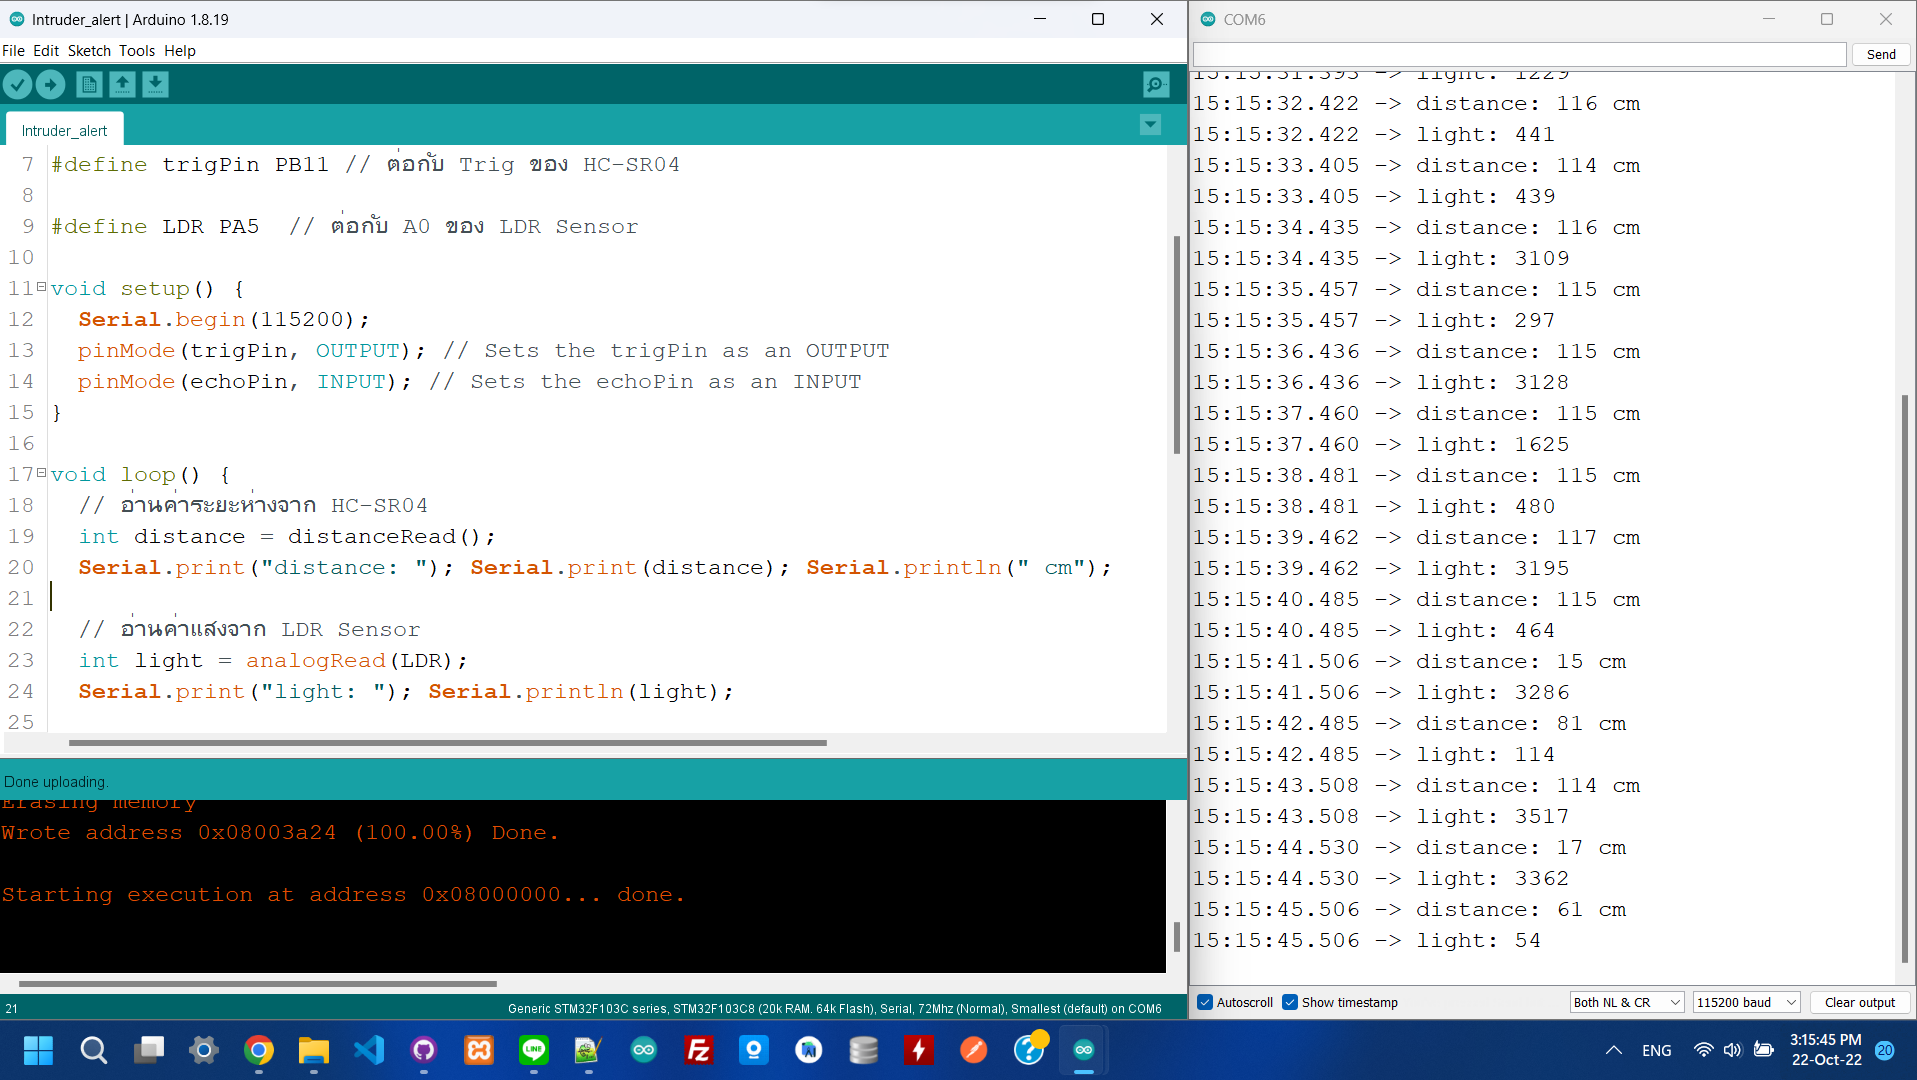 Intruder_alert | Arduino 1.8.19
File Edit Sketch Tools Help
Intruder_alert
7 #define trigPin PB11 // ต่อกับ Trig ของ HC-SR04
8
9 #define LDR PA5 // ต่อกับ A0 ของ LDR Sensor
10
11 void setup() {
12 Serial.begin(115200);
13 pinMode(trigPin, OUTPUT); // Sets the trigPin as an OUTPUT
14 pinMode(echoPin, INPUT); // Sets the echoPin as an INPUT
15 }
16
17 void loop() {
18 // อ่านค่าระยะห่างจาก HC-SR04
19 int distance = distanceRead();
20 Serial.print("distance: "); Serial.print(distance); Serial.println(" cm");
21
22 // อ่านค่าแสงจาก LDR Sensor
23 int light = analogRead(LDR);
24 Serial.print("light: "); Serial.println(light);
25
Done uploading.
Erasing memory
Wrote address 0x08003a24 (100.00%) Done.
Starting execution at address 0x08000000... done.
21
Generic STM32F103C series, STM32F103C8 (20k RAM. 64k Flash), Serial, 72Mhz (Normal), Smallest (default) on COM6
COM6
Send
15:15:31.393 -> light: 1229
15:15:32.422 -> distance: 116 cm
15:15:32.422 -> light: 441
15:15:33.405 -> distance: 114 cm
15:15:33.405 -> light: 439
15:15:34.435 -> distance: 116 cm
15:15:34.435 -> light: 3109
15:15:35.457 -> distance: 115 cm
15:15:35.457 -> light: 297
15:15:36.436 -> distance: 115 cm
15:15:36.436 -> light: 3128
15:15:37.460 -> distance: 115 cm
15:15:37.460 -> light: 1625
15:15:38.481 -> distance: 115 cm
15:15:38.481 -> light: 480
15:15:39.462 -> distance: 117 cm
15:15:39.462 -> light: 3195
15:15:40.485 -> distance: 115 cm
15:15:40.485 -> light: 464
15:15:41.506 -> distance: 15 cm
15:15:41.506 -> light: 3286
15:15:42.485 -> distance: 81 cm
15:15:42.485 -> light: 114
15:15:43.508 -> distance: 114 cm
15:15:43.508 -> light: 3517
15:15:44.530 -> distance: 17 cm
15:15:44.530 -> light: 3362
15:15:45.506 -> distance: 61 cm
15:15:45.506 -> light: 54
Autoscroll Show timestamp Both NL & CR 115200 baud Clear output
LINE
ENG
3:15:45 PM
22-Oct-22
20